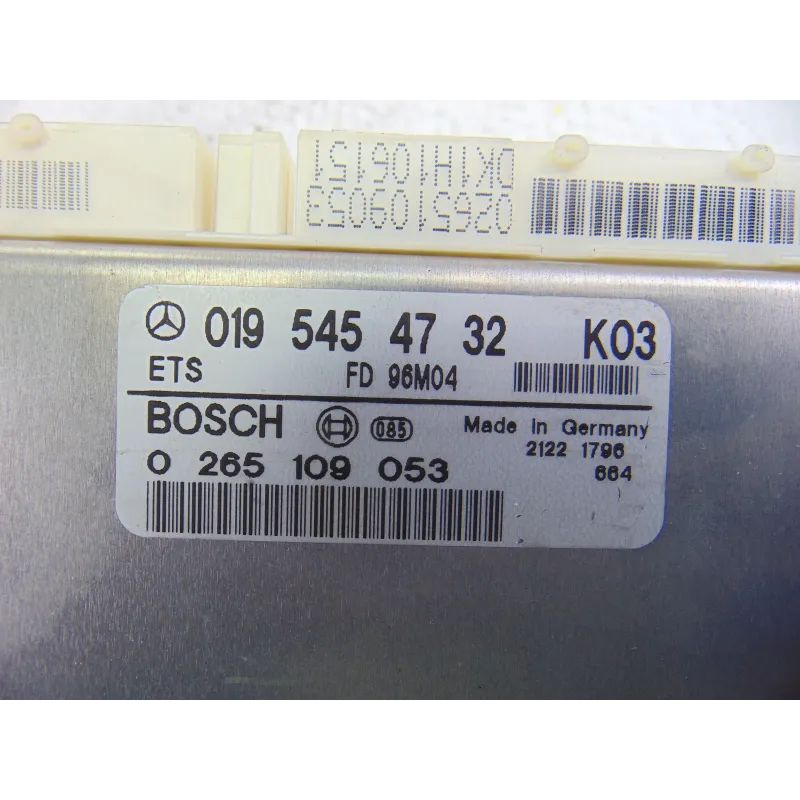 DK1H106151
0265109053
019 545 47 32 K03
ETS FD 96M04
BOSCH 085 Made in Germany
2122 1796
0 265 109 053 664